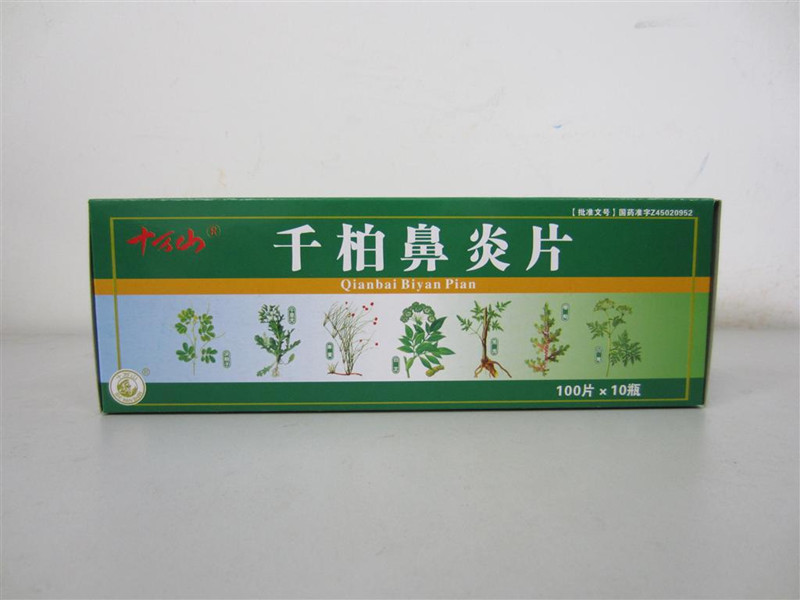 【批准文号】国药准字Z45020952
十万山®
千柏鼻炎片
Qianbai Biyan Pian
100片 x 10瓶